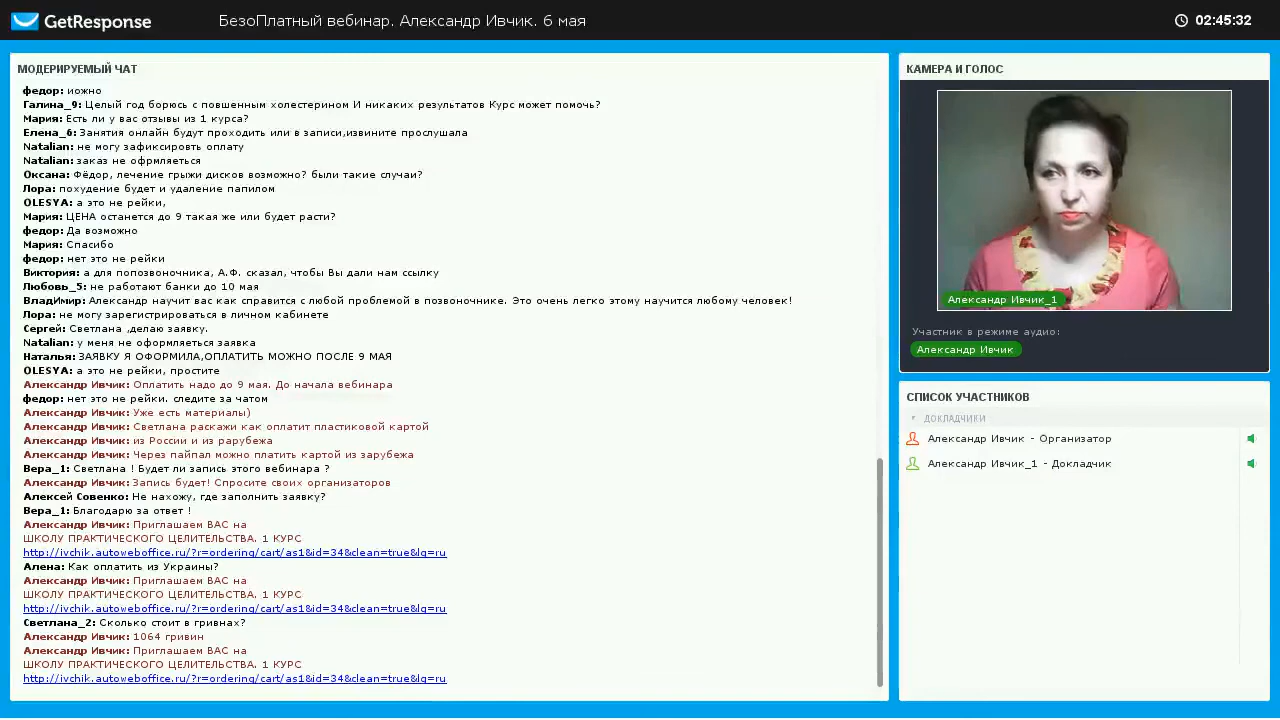 GetResponse
БезоПлатный вебинар. Александр Ивчик. 6 мая
02:45:32
МОДЕРИРУЕМЫЙ ЧАТ
федор: иожно
Галина_9: Целый год борюсь с повшенным холестерином И никаких результатов Курс может помочь?
Мария: Есть ли у вас отзывы из 1 курса?
Елена_6: Занятия онлайн будут проходить или в записи,извините прослушала
Natalian: не могу зафиксировть оплату
Natalian: заказ не офрмляеться
Оксана: Фёдор, лечение грыжи дисков возможно? были такие случаи?
Лора: похудение будет и удаление папилом
OLESYA: а это не рейки,
Мария: ЦЕНА останется до 9 такая же или будет расти?
федор: Да возможно
Мария: Спасибо
федор: нет это не рейки
Виктория: а для попозвоночника, А.Ф. сказал, чтобы Вы дали нам ссылку
Любовь_5: не работают банки до 10 мая
ВладИмир: Александр научит вас как справится с любой проблемой в позвоночнике. Это очень легко этому научится любому человек!
Лора: не могу зарегистрироваться в личном кабинете
Сергей: Светлана ,делаю заявку.
Natalian: у меня не оформляеться заявка
Наталья: ЗАЯВКУ Я ОФОРМИЛА,ОПЛАТИТЬ МОЖНО ПОСЛЕ 9 МАЯ
OLESYA: а это не рейки, простите
Александр Ивчик: Оплатить надо до 9 мая. До начала вебинара
федор: нет это не рейки. следите за чатом
Александр Ивчик: Уже есть материалы)
Александр Ивчик: Светлана раскажи как оплатит пластиковой картой
Александр Ивчик: из России и из рарубежа
Александр Ивчик: Через пайпал можно платить картой из зарубежа
Вера_1: Светлана ! Будет ли запись этого вебинара ?
Александр Ивчик: Запись будет! Спросите своих организаторов
Алексей Совенко: Не нахожу, где заполнить заявку?
Вера_1: Благодарю за ответ !
Александр Ивчик: Приглашаем ВАС на
ШКОЛУ ПРАКТИЧЕСКОГО ЦЕЛИТЕЛЬСТВА. 1 КУРС
http://ivchik.autoweboffice.ru/?r=ordering/cart/as1&id=34&clean=true&lg=ru
Алена: Как оплатить из Украины?
Александр Ивчик: Приглашаем ВАС на
ШКОЛУ ПРАКТИЧЕСКОГО ЦЕЛИТЕЛЬСТВА. 1 КУРС
http://ivchik.autoweboffice.ru/?r=ordering/cart/as1&id=34&clean=true&lg=ru
Светлана_2: Сколько стоит в гривнах?
Александр Ивчик: 1064 гривин
Александр Ивчик: Приглашаем ВАС на
ШКОЛУ ПРАКТИЧЕСКОГО ЦЕЛИТЕЛЬСТВА. 1 КУРС
http://ivchik.autoweboffice.ru/?r=ordering/cart/as1&id=34&clean=true&lg=ru
КАМЕРА И ГОЛОС
Александр Ивчик_1
Участник в режиме аудио:
Александр Ивчик
СПИСОК УЧАСТНИКОВ
ДОКЛАДЧИКИ
Александр Ивчик - Организатор
Александр Ивчик_1 - Докладчик